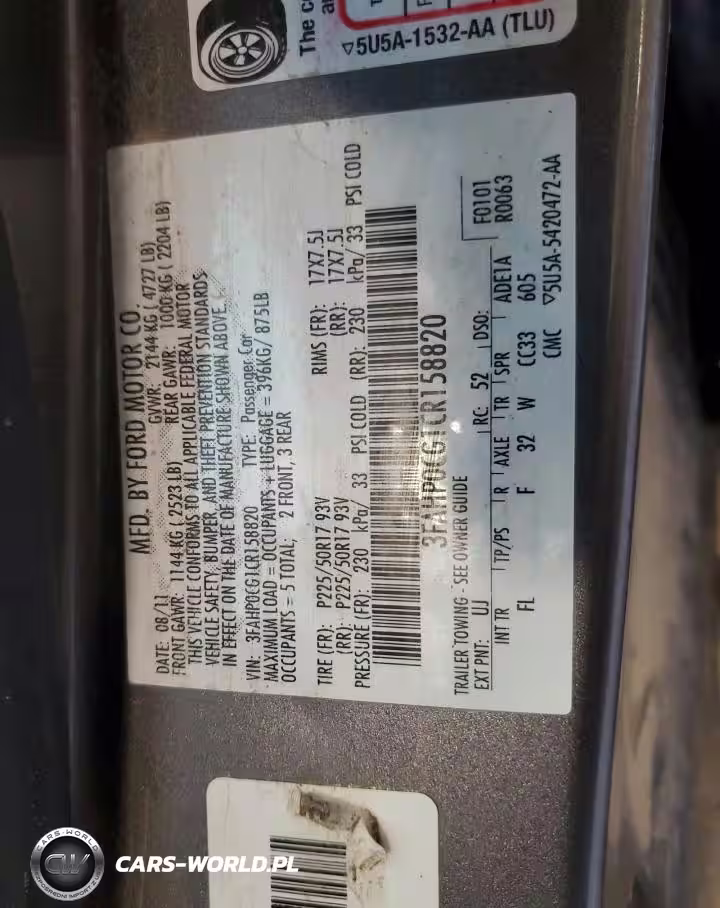 The
▽5U5A-1532-AA (TLU)
MFD. BY FORD MOTOR CO.
DATE: 08/11 GVWR: 2144 KG ( 4727 LB)
FRONT GAWR: 1144 KG ( 2523 LB) REAR GAWR: 1000 KG ( 2204 LB)
THIS VEHICLE CONFORMS TO ALL APPLICABLE FEDERAL MOTOR
VEHICLE SAFETY, BUMPER, AND THEFT PREVENTION STANDARDS
IN EFFECT ON THE DATE OF MANUFACTURE SHOWN ABOVE.
VIN: 3FAHP0CG1CR158820 TYPE: Passenger Car
MAXIMUM LOAD = OCCUPANTS + LUGGAGE = 396KG/ 875LB
OCCUPANTS = 5 TOTAL; 2 FRONT, 3 REAR
TIRE (FR): P225/50R17 93V RIMS (FR): 17X7.5J
(RR): P225/50R17 93V (RR): 17X7.5J
PRESSURE (FR): 230 kPa/ 33 PSI COLD (RR): 230 kPa/ 33 PSI COLD
3FAHP0CG1CR158820
TRAILER TOWING - SEE OWNER GUIDE
F0101
EXT PNT: UJ RC: 52 DSO: R0063
INT TR TP/PS R AXLE TR SPR ADE1A
FL F 32 W CC33 605
CMC ▽5U5A-5420472-AA
CARS-WORLD
CW
CARS-WORLD.PL